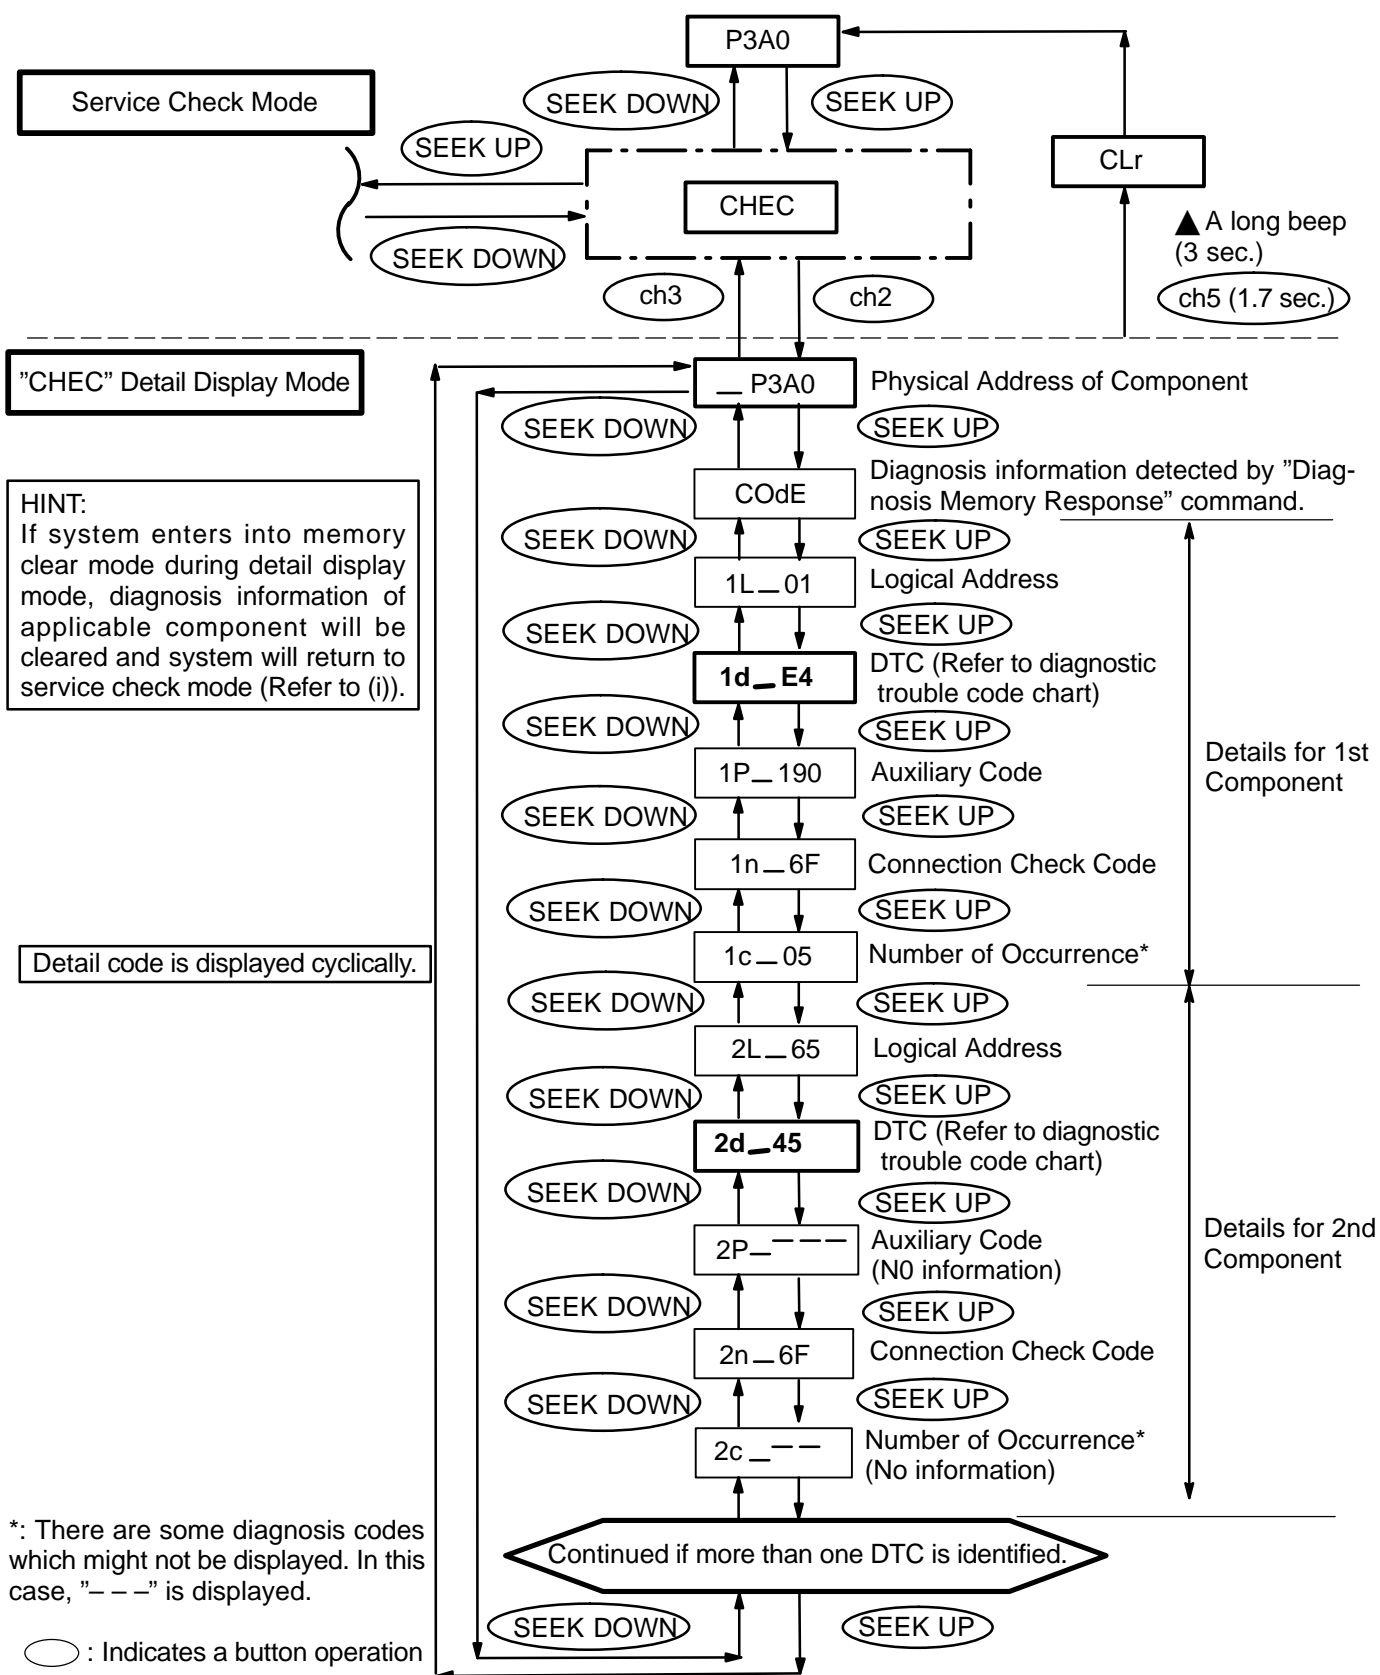 P3A0
Service Check Mode
SEEK DOWN
SEEK UP
SEEK UP
CLr
CHEC
▲ A long beep
(3 sec.)
SEEK DOWN
ch3
ch2
ch5 (1.7 sec.)
”CHEC” Detail Display Mode
_ P3A0
Physical Address of Component
SEEK DOWN
SEEK UP
HINT:
If system enters into memory
clear mode during detail display
mode, diagnosis information of
applicable component will be
cleared and system will return to
service check mode (Refer to (i)).
COdE
Diagnosis information detected by ”Diag-
nosis Memory Response” command.
SEEK DOWN
SEEK UP
1L _ 01
Logical Address
SEEK DOWN
SEEK UP
1d _ E4
DTC (Refer to diagnostic
trouble code chart)
SEEK DOWN
SEEK UP
Details for 1st
Component
1P _ 190
Auxiliary Code
SEEK DOWN
SEEK UP
1n _ 6F
Connection Check Code
SEEK DOWN
SEEK UP
Detail code is displayed cyclically.
1c _ 05
Number of Occurrence*
SEEK DOWN
SEEK UP
2L _ 65
Logical Address
SEEK DOWN
SEEK UP
2d _ 45
DTC (Refer to diagnostic
trouble code chart)
SEEK DOWN
SEEK UP
2P _ – – –
Auxiliary Code
(N0 information)
Details for 2nd
Component
SEEK DOWN
SEEK UP
2n _ 6F
Connection Check Code
SEEK DOWN
SEEK UP
2c _ – –
Number of Occurrence*
(No information)
*: There are some diagnosis codes
which might not be displayed. In this
case, ”– – –” is displayed.
Continued if more than one DTC is identified.
SEEK DOWN
SEEK UP
: Indicates a button operation